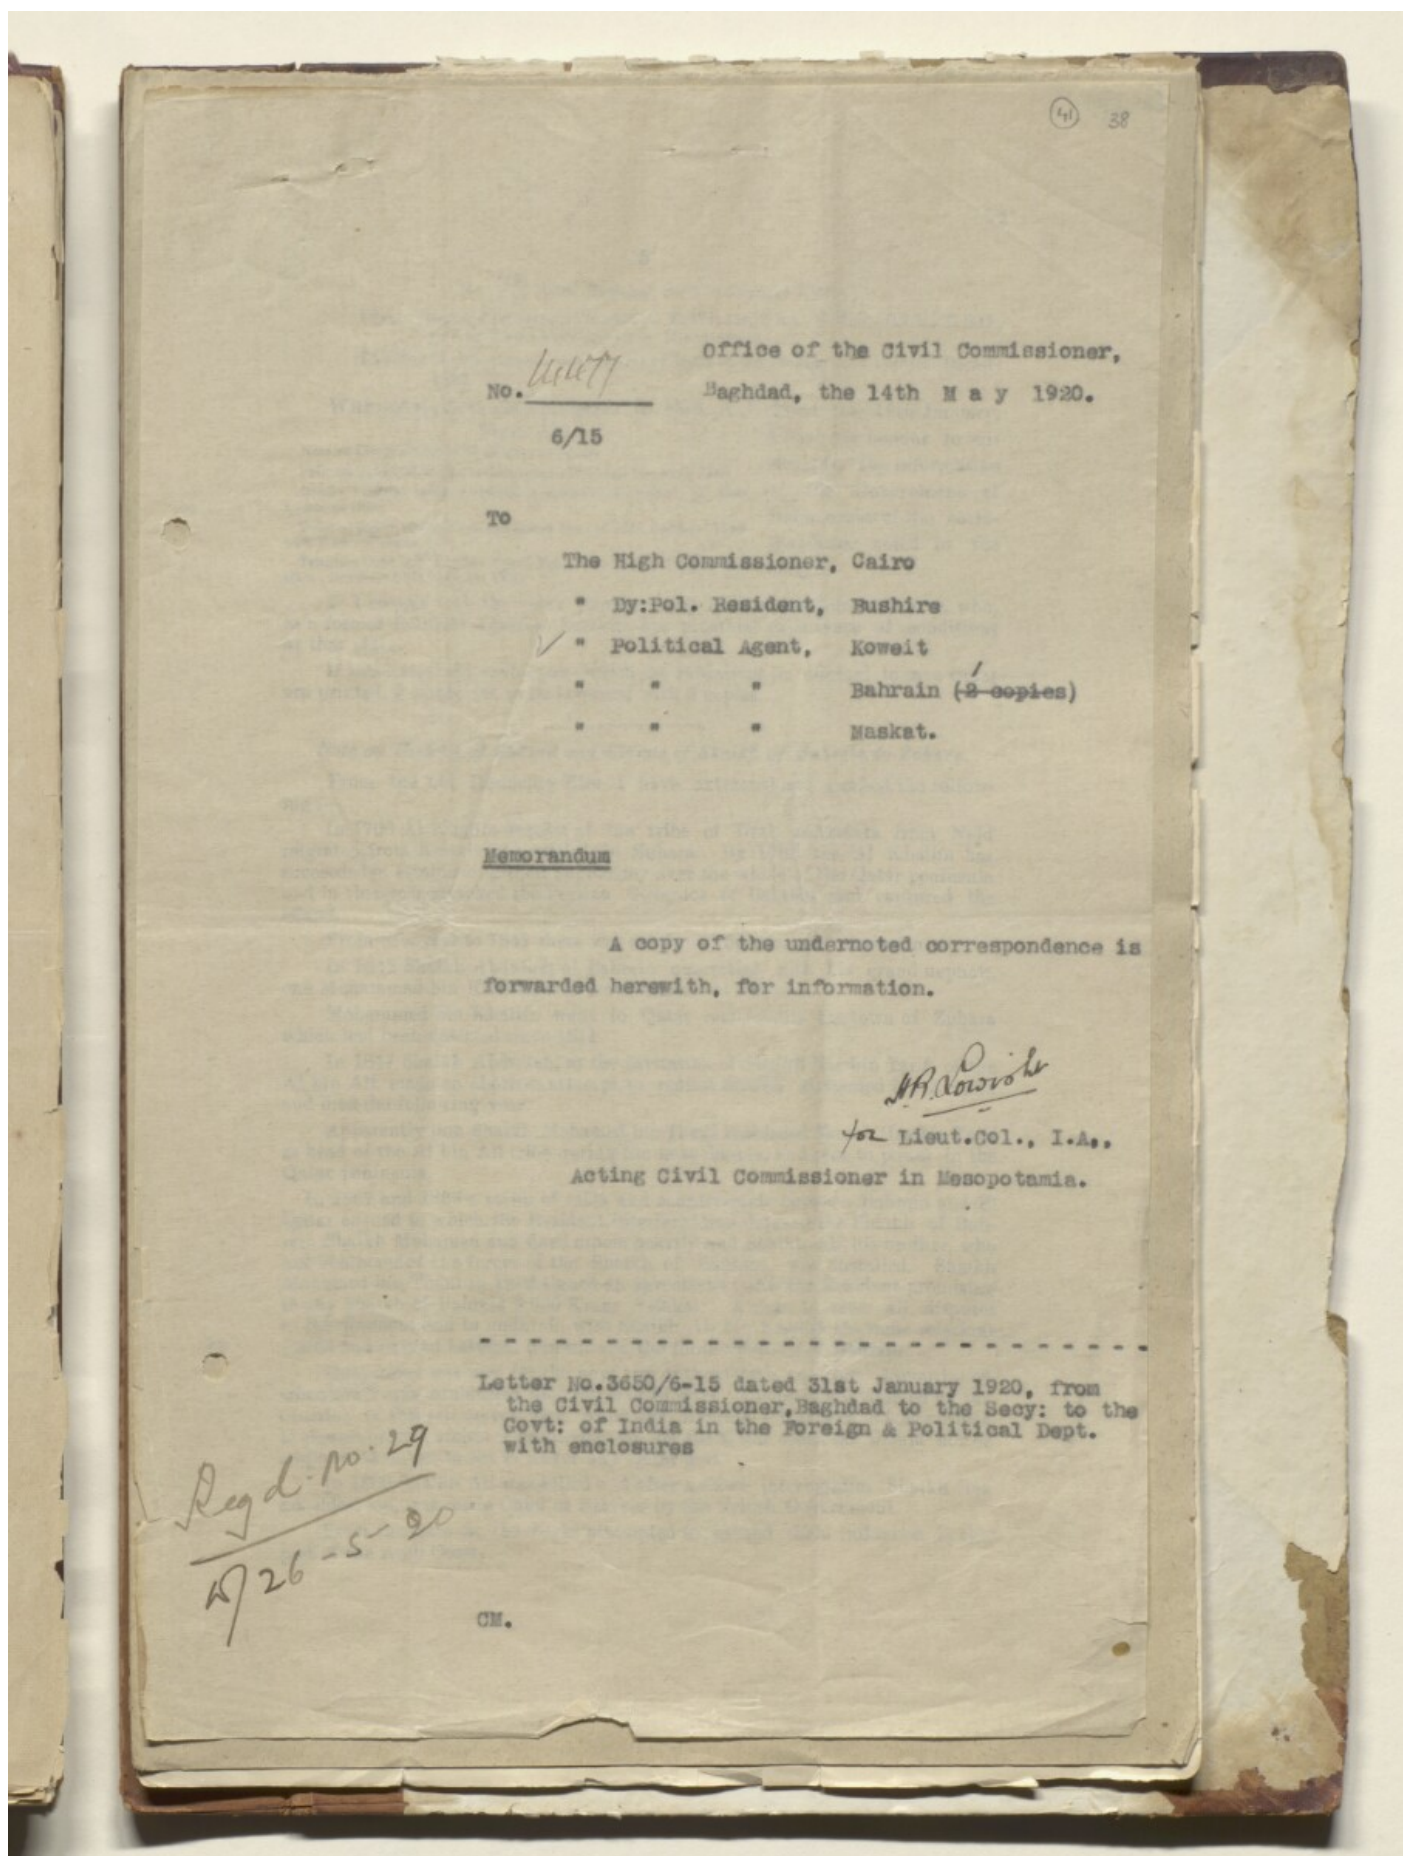 41 38
Office of the Civil Commissioner,
No. Baghdad, the 14th M a y 1920.
6/15
To
The High Commissioner, Cairo
" Dy:Pol. Resident, Bushire
✓ " Political Agent, Koweit
/
" " " Bahrain (2 copies)
" " " Maskat.
Memorandum
A copy of the undernoted correspondence is
forwarded herewith, for information.
for Lieut.Col., I.A.,
Acting Civil Commissioner in Mesopotamia.
- - - - - - - - - - - - - - - - - - - - - - - - - - -
Letter No.3650/6-15 dated 31st January 1920, from
the Civil Commissioner,Baghdad to the Secy: to the
Govt: of India in the Foreign & Political Dept.
with enclosures
Regd. no. 29
d/ 26-5-20
CM.